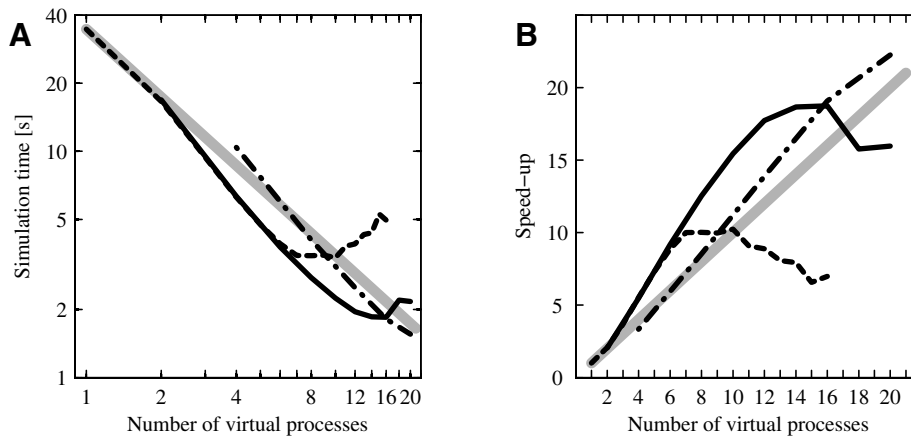 A
40
20
10
5
2
1
Simulation time [s]
1 2 4 8 12 16 20
Number of virtual processes
B
20
15
10
5
0
Speed−up
2 4 6 8 10 12 14 16 18 20
Number of virtual processes